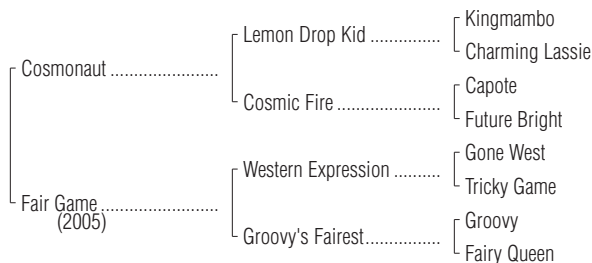 Kingmambo
Lemon Drop Kid ...............
Charming Lassie
Cosmonaut .......................
Capote
Cosmic Fire ......................
Future Bright
Gone West
Western Expression ..........
Tricky Game
Fair Game .........................
(2005)
Groovy
Groovy's Fairest ................
Fairy Queen